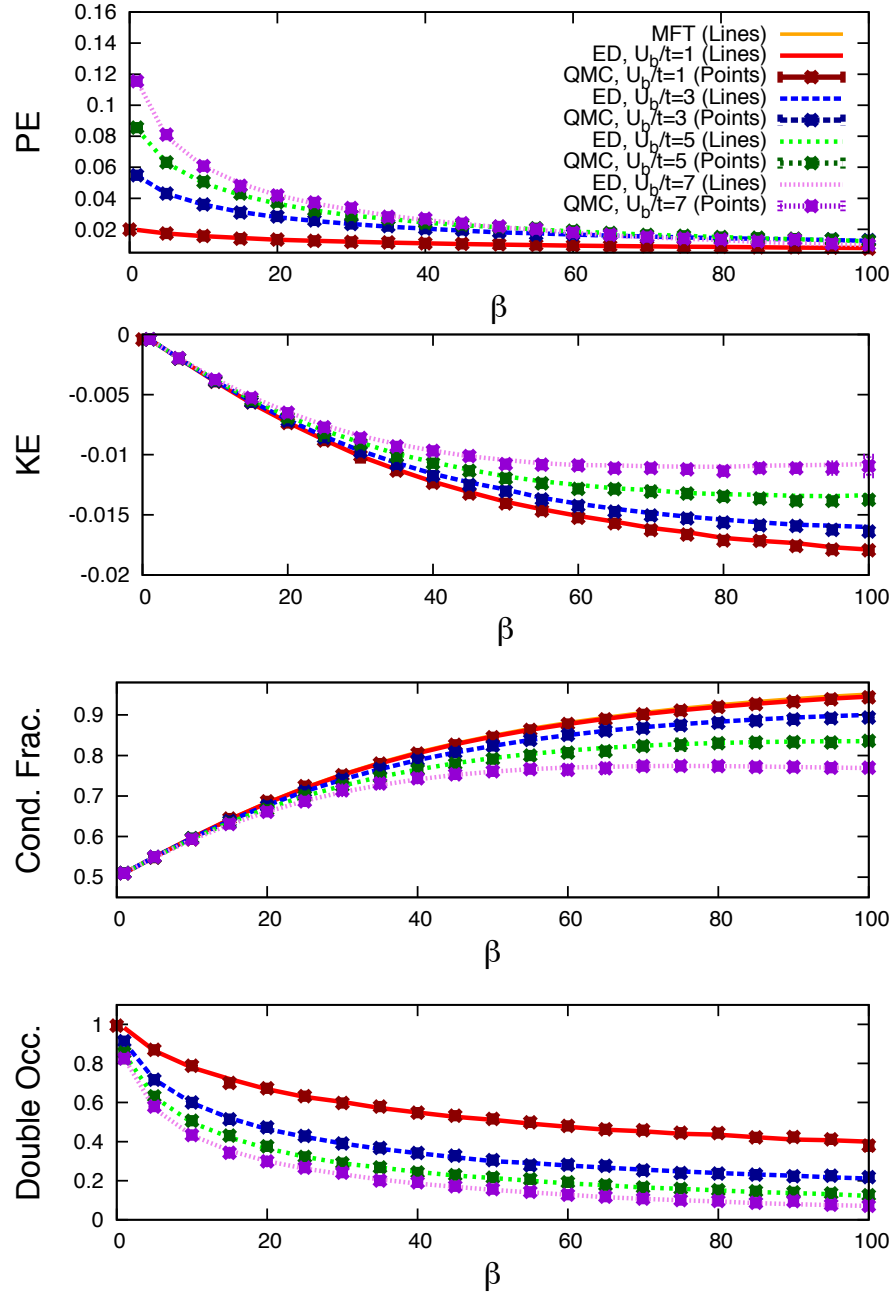 PE
0.16
0.14
0.12
0.1
0.08
0.06
0.04
0.02
MFT (Lines)
ED, U_b/t=1 (Lines)
QMC, U_b/t=1 (Points)
ED, U_b/t=3 (Lines)
QMC, U_b/t=3 (Points)
ED, U_b/t=5 (Lines)
QMC, U_b/t=5 (Points)
ED, U_b/t=7 (Lines)
QMC, U_b/t=7 (Points)
0 20 40 60 80 100
β
KE
0
-0.005
-0.01
-0.015
-0.02
0 20 40 60 80 100
β
Cond. Frac.
0.9
0.8
0.7
0.6
0.5
0 20 40 60 80 100
β
Double Occ.
1
0.8
0.6
0.4
0.2
0
0 20 40 60 80 100
β